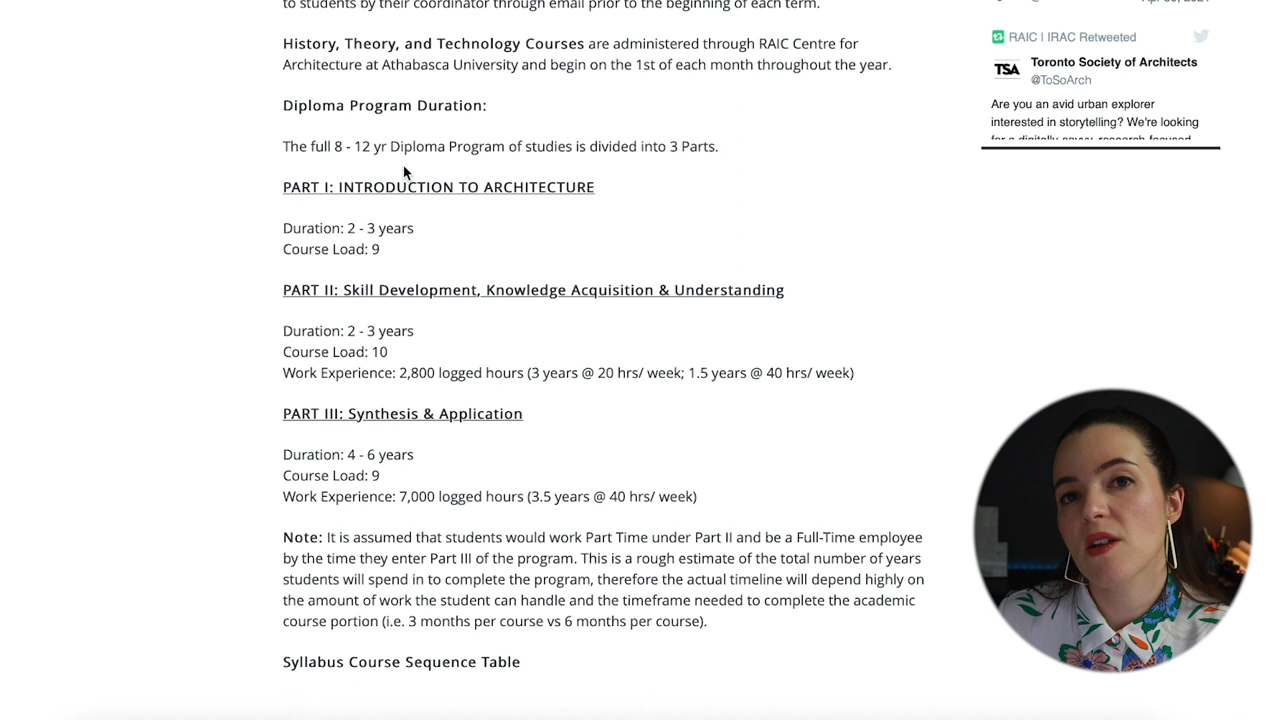 to students by their coordinator through email prior to the beginning of each term.
History, Theory, and Technology Courses are administered through RAIC Centre for
Architecture at Athabasca University and begin on the 1st of each month throughout the year.
Diploma Program Duration:
The full 8 - 12 yr Diploma Program of studies is divided into 3 Parts.
PART I: INTRODUCTION TO ARCHITECTURE
Duration: 2 - 3 years
Course Load: 9
PART II: Skill Development, Knowledge Acquisition & Understanding
Duration: 2 - 3 years
Course Load: 10
Work Experience: 2,800 logged hours (3 years @ 20 hrs/ week; 1.5 years @ 40 hrs/ week)
PART III: Synthesis & Application
Duration: 4 - 6 years
Course Load: 9
Work Experience: 7,000 logged hours (3.5 years @ 40 hrs/ week)
Note: It is assumed that students would work Part Time under Part II and be a Full-Time employee
by the time they enter Part III of the program. This is a rough estimate of the total number of years
students will spend in to complete the program, therefore the actual timeline will depend highly on
the amount of work the student can handle and the timeframe needed to complete the academic
course portion (i.e. 3 months per course vs 6 months per course).
Syllabus Course Sequence Table
RAIC | IRAC Retweeted
TSA
Toronto Society of Architects
@ToSoArch
Are you an avid urban explorer
interested in storytelling? We're looking
for a digitally savvy, research-focused